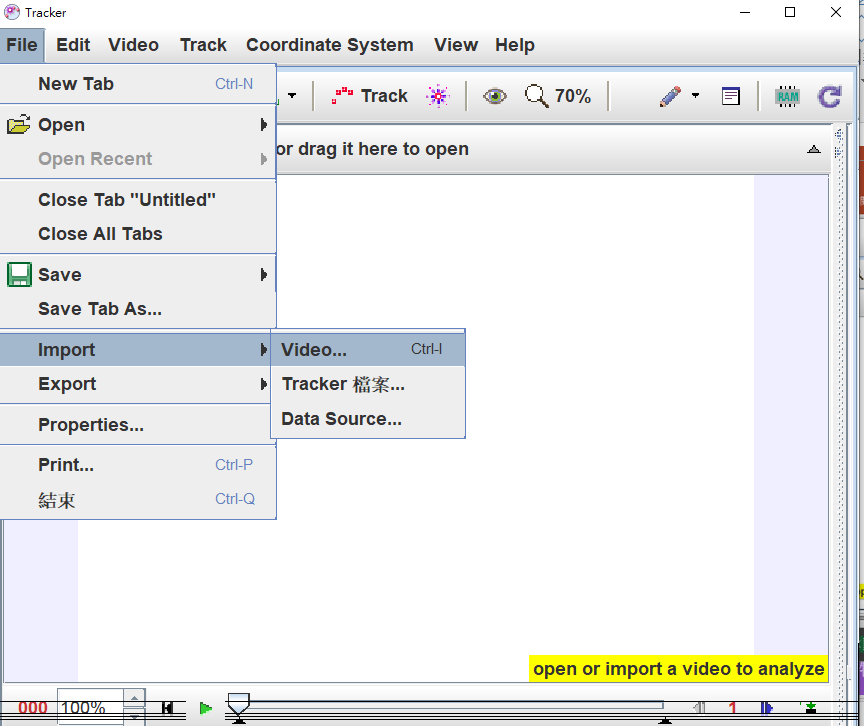 Tracker
File Edit Video Track Coordinate System View Help
New Tab Ctrl-N
Track 70% RAM
Open
Open Recent
or drag it here to open
Close Tab "Untitled"
Close All Tabs
Save
Save Tab As...
Import
Video... Ctrl-I
Export
Tracker 檔案...
Data Source...
Properties...
Print... Ctrl-P
結束 Ctrl-Q
open or import a video to analyze
000 100% 1